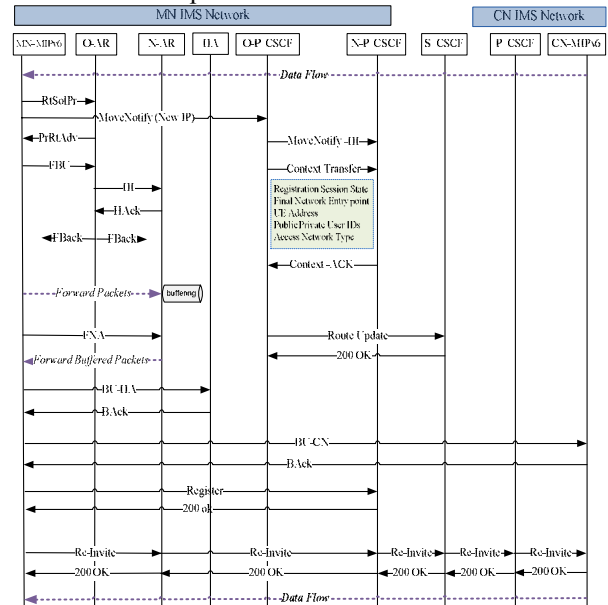 MN IMS Network
CN IMS Network
MN-MIPv6
O-AR
N-AR
HA
O-P CSCF
N-P CSCF
S-CSCF
P-CSCF
CN-MIPv6
Data Flow
RtSolPr
MoveNotify (New IP)
PrRtAdv
MoveNotify -HI
FBU
Context Transfer
HI
Registration Session State
Final Network Entry point
UE Address
Public Private User IDs
Access Network Type
HAck
FBack
FBack
Context -ACK
Forward Packets
buffering
FNA
Route Update
Forward Buffered Packets
200 OK
BU-HA
BAck
BU-CN
BAck
Register
200 ok
Re-Invite
Re-Invite
Re-Invite
Re-Invite
Re-Invite
200 OK
200 OK
200 OK
200 OK
200 OK
Data Flow